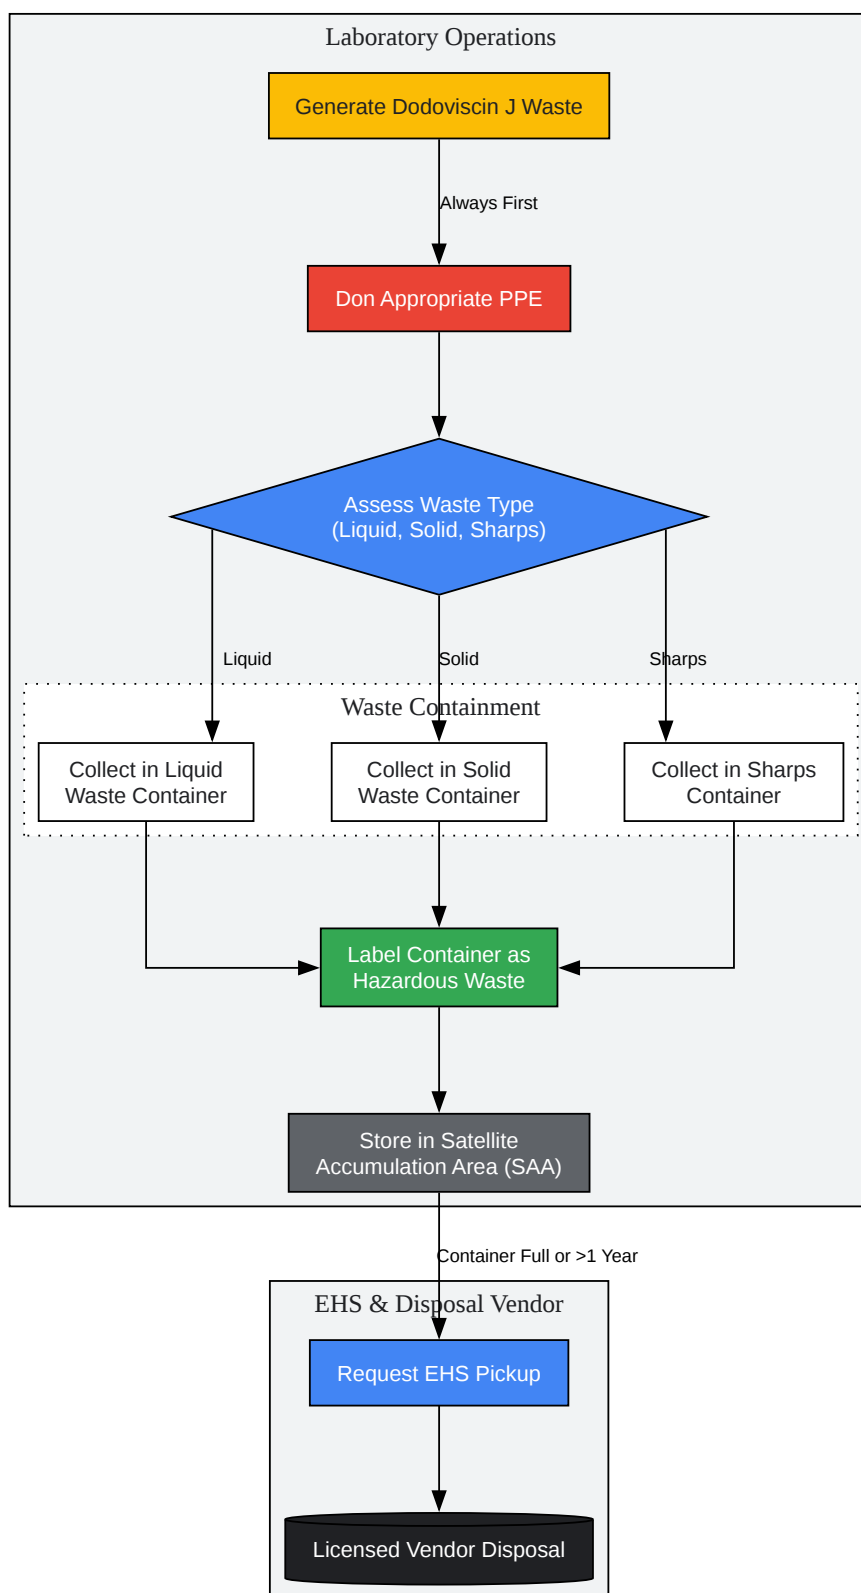 Laboratory Operations
Generate Dodoviscin J Waste
Always First
Don Appropriate PPE
Assess Waste Type
(Liquid, Solid, Sharps)
Liquid
Solid
Sharps
Waste Containment
Collect in Liquid
Waste Container
Collect in Solid
Waste Container
Collect in Sharps
Container
Label Container as
Hazardous Waste
Store in Satellite
Accumulation Area (SAA)
Container Full or >1 Year
EHS & Disposal Vendor
Request EHS Pickup
Licensed Vendor Disposal